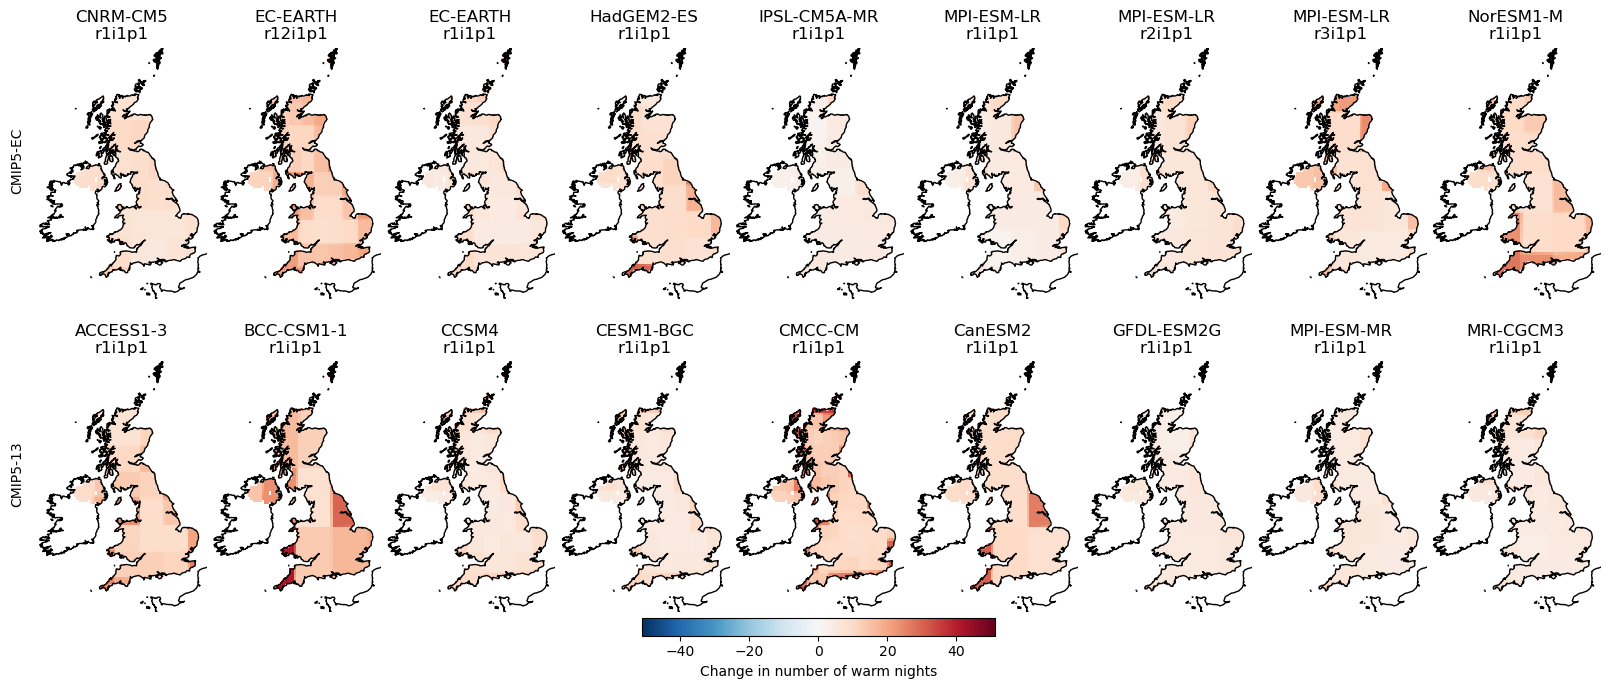 CNRM-CM5
r1i1p1
EC-EARTH
r12i1p1
EC-EARTH
r1i1p1
HadGEM2-ES
r1i1p1
IPSL-CM5A-MR
r1i1p1
MPI-ESM-LR
r1i1p1
MPI-ESM-LR
r2i1p1
MPI-ESM-LR
r3i1p1
NorESM1-M
r1i1p1
CMIP5-EC
ACCESS1-3
r1i1p1
BCC-CSM1-1
r1i1p1
CCSM4
r1i1p1
CESM1-BGC
r1i1p1
CMCC-CM
r1i1p1
CanESM2
r1i1p1
GFDL-ESM2G
r1i1p1
MPI-ESM-MR
r1i1p1
MRI-CGCM3
r1i1p1
CMIP5-13
−40 −20 0 20 40
Change in number of warm nights